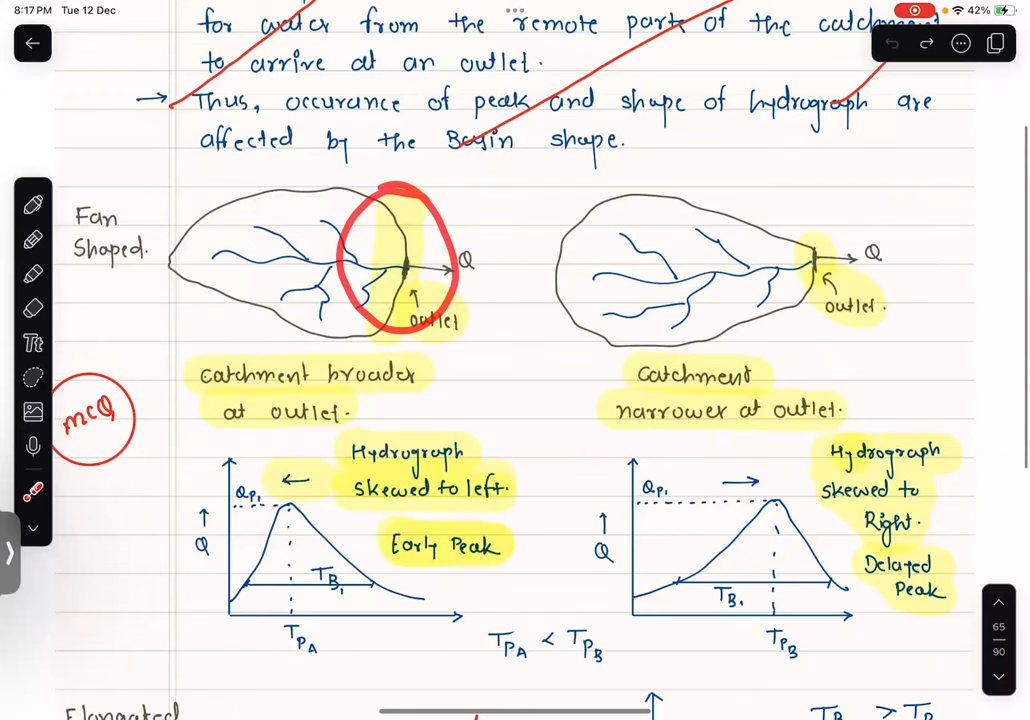 8:17 PM Tue 12 Dec
42%
for water from the remote parts of the catchment
to arrive at an outlet.
→ Thus, occurance of peak and shape of hydrograph are
affected by the Basin shape.
Fan
Shaped.
Q
outlet
Q
outlet.
catchment broader
at outlet.
Catchment
narrower at outlet.
MCQ
Hydrograph
skewed to left.
Early Peak
Qp1
↑
Q
TB1
TPA
TPA < TPB
Hydrograph
skewed to
Right.
Delayed
Peak
Qp1
↑
Q
TB1
TPB
Tt
65
90
Elongated